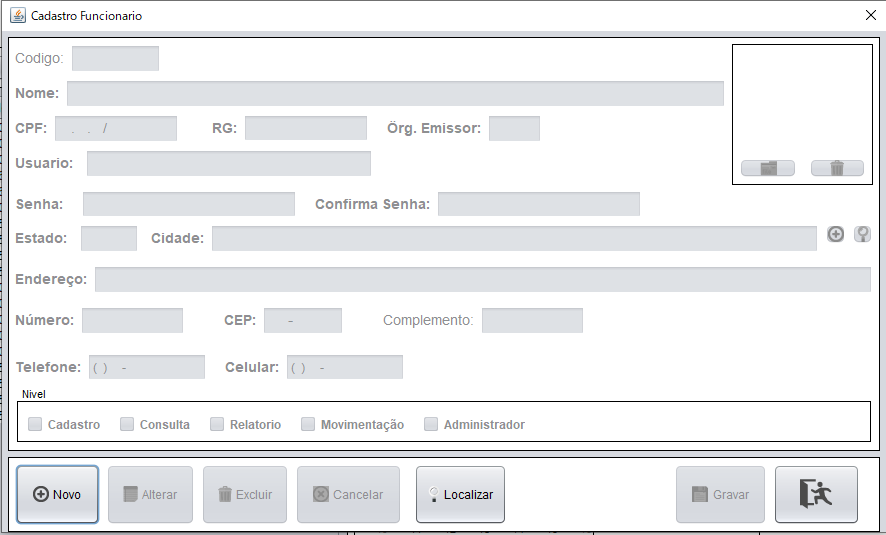 Cadastro Funcionario
Codigo:
Nome:
CPF: . . / RG: Örg. Emissor:
Usuario:
Senha: Confirma Senha:
Estado: Cidade:
Endereço:
Número: CEP: - Complemento:
Telefone: ( ) - Celular: ( ) -
Nivel
Cadastro Consulta Relatorio Movimentação Administrador
Novo Alterar Excluir Cancelar Localizar Gravar